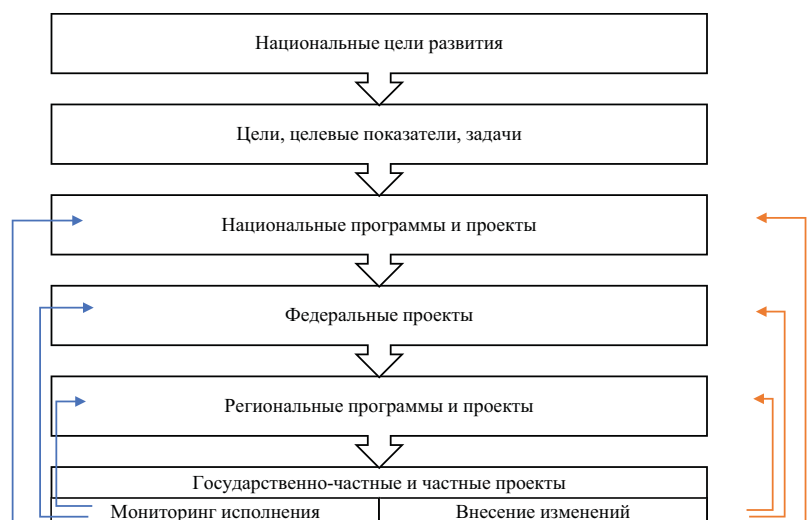 Национальные цели развития
Цели, целевые показатели, задачи
Национальные программы и проекты
Федеральные проекты
Региональные программы и проекты
Государственно-частные и частные проекты
Мониторинг исполнения
Внесение изменений